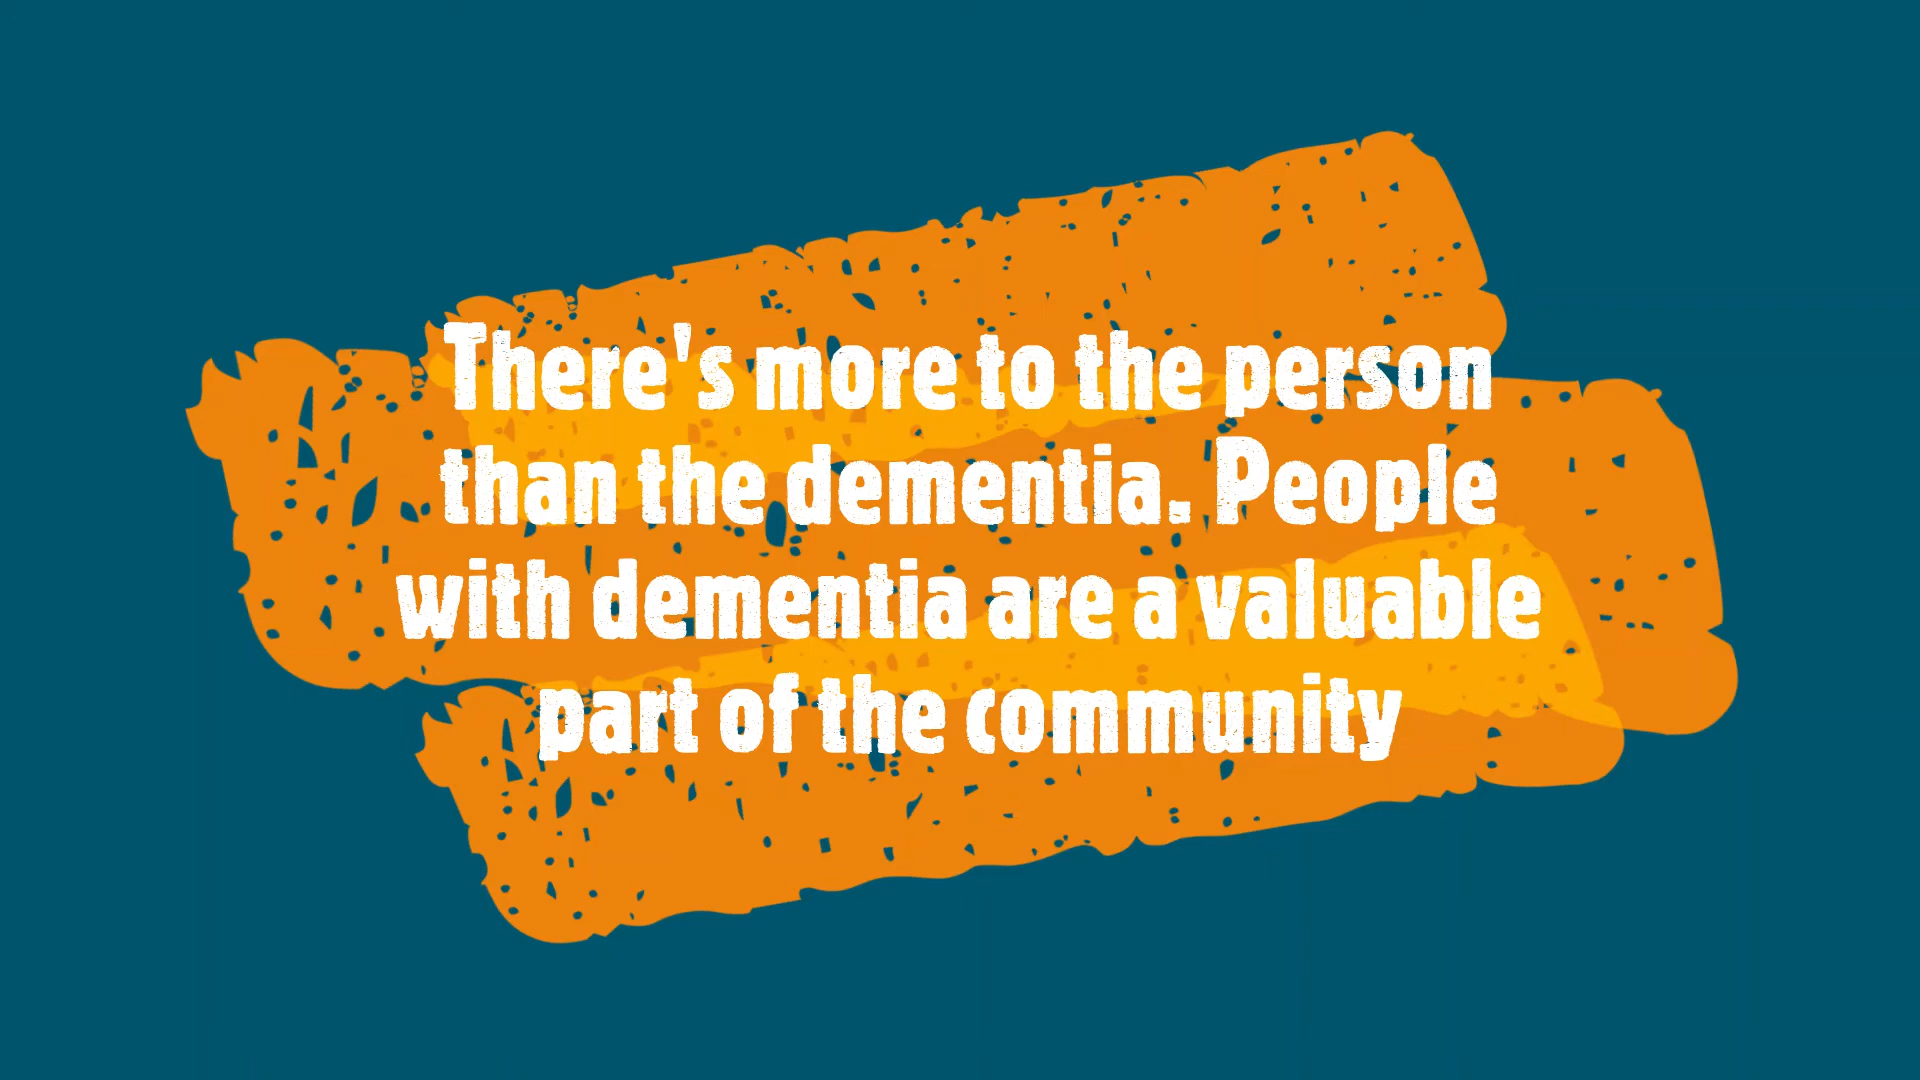 There's more to the person
than the dementia. People
with dementia are a valuable
part of the community